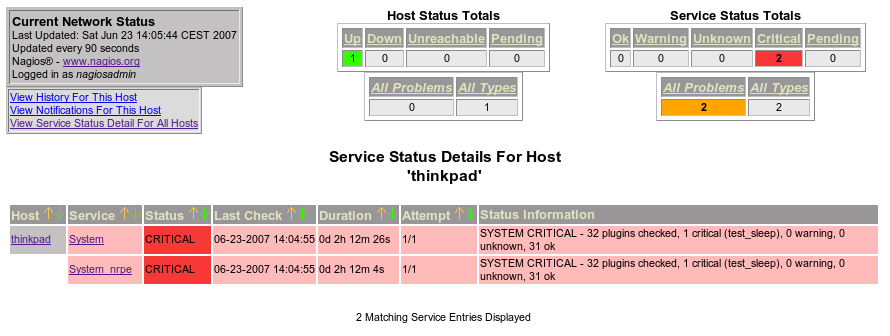 Current Network Status
Last Updated: Sat Jun 23 14:05:44 CEST 2007
Updated every 90 seconds
Nagios® - www.nagios.org
Logged in as nagiosadmin
View History For This Host
View Notifications For This Host
View Service Status Detail For All Hosts
Host Status Totals
Up Down Unreachable Pending
1 0 0 0
All Problems All Types
0 1
Service Status Totals
Ok Warning Unknown Critical Pending
0 0 0 2 0
All Problems All Types
2 2
Service Status Details For Host
'thinkpad'
Host Service Status Last Check Duration Attempt Status Information
thinkpad System CRITICAL 06-23-2007 14:04:55 0d 2h 12m 26s 1/1 SYSTEM CRITICAL - 32 plugins checked, 1 critical (test_sleep), 0 warning, 0
unknown, 31 ok
System_nrpe CRITICAL 06-23-2007 14:04:55 0d 2h 12m 4s 1/1 SYSTEM CRITICAL - 32 plugins checked, 1 critical (test_sleep), 0 warning, 0
unknown, 31 ok
2 Matching Service Entries Displayed